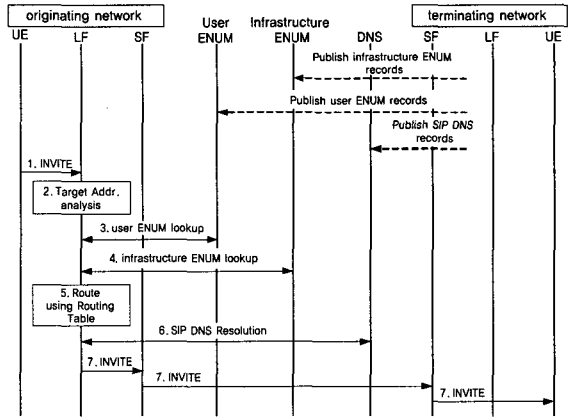 originating network
terminating network
User
ENUM
Infrastructure
ENUM
UE LF SF DNS SF LF UE
Publish infrastructure ENUM
records
Publish user ENUM records
Publish SIP DNS
records
1. INVITE
2. Target Addr.
analysis
3. user ENUM lookup
4. infrastructure ENUM lookup
5. Route
using Routing
Table
6. SIP DNS Resolution
7. INVITE
7. INVITE
7. INVITE